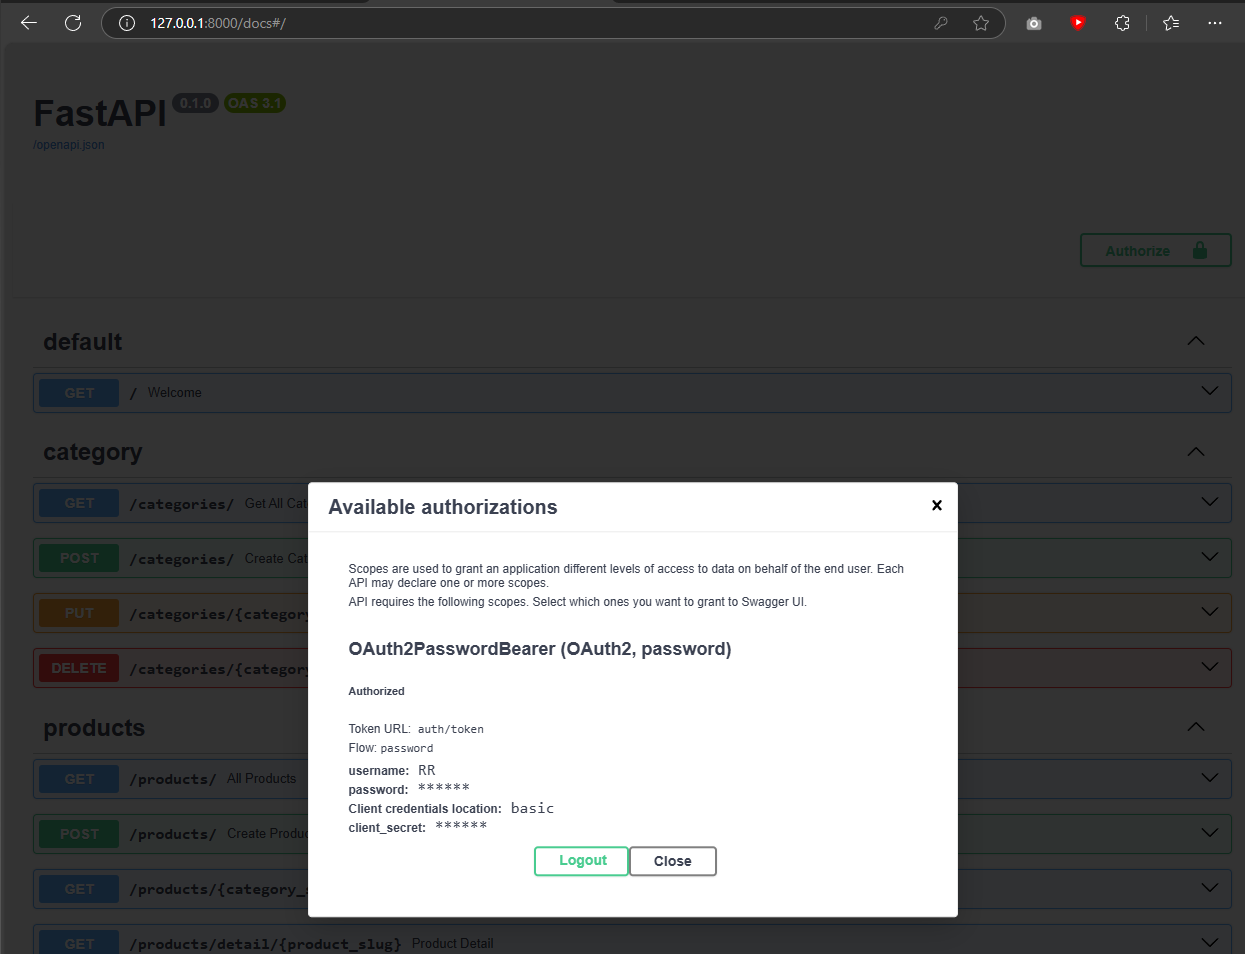 127.0.0.1:8000/docs#/
FastAPI 0.1.0 OAS 3.1
/openapi.json
Authorize
default
GET / Welcome
category
GET /categories/ Get All Cat
POST /categories/ Create Cat
PUT /categories/{category
DELETE /categories/{category
products
GET /products/ All Products
POST /products/ Create Produc
GET /products/{category_
GET /products/detail/{product_slug} Product Detail
Available authorizations
Scopes are used to grant an application different levels of access to data on behalf of the end user. Each
API may declare one or more scopes.
API requires the following scopes. Select which ones you want to grant to Swagger UI.
OAuth2PasswordBearer (OAuth2, password)
Authorized
Token URL: auth/token
Flow: password
username: RR
password: ******
Client credentials location: basic
client_secret: ******
Logout Close